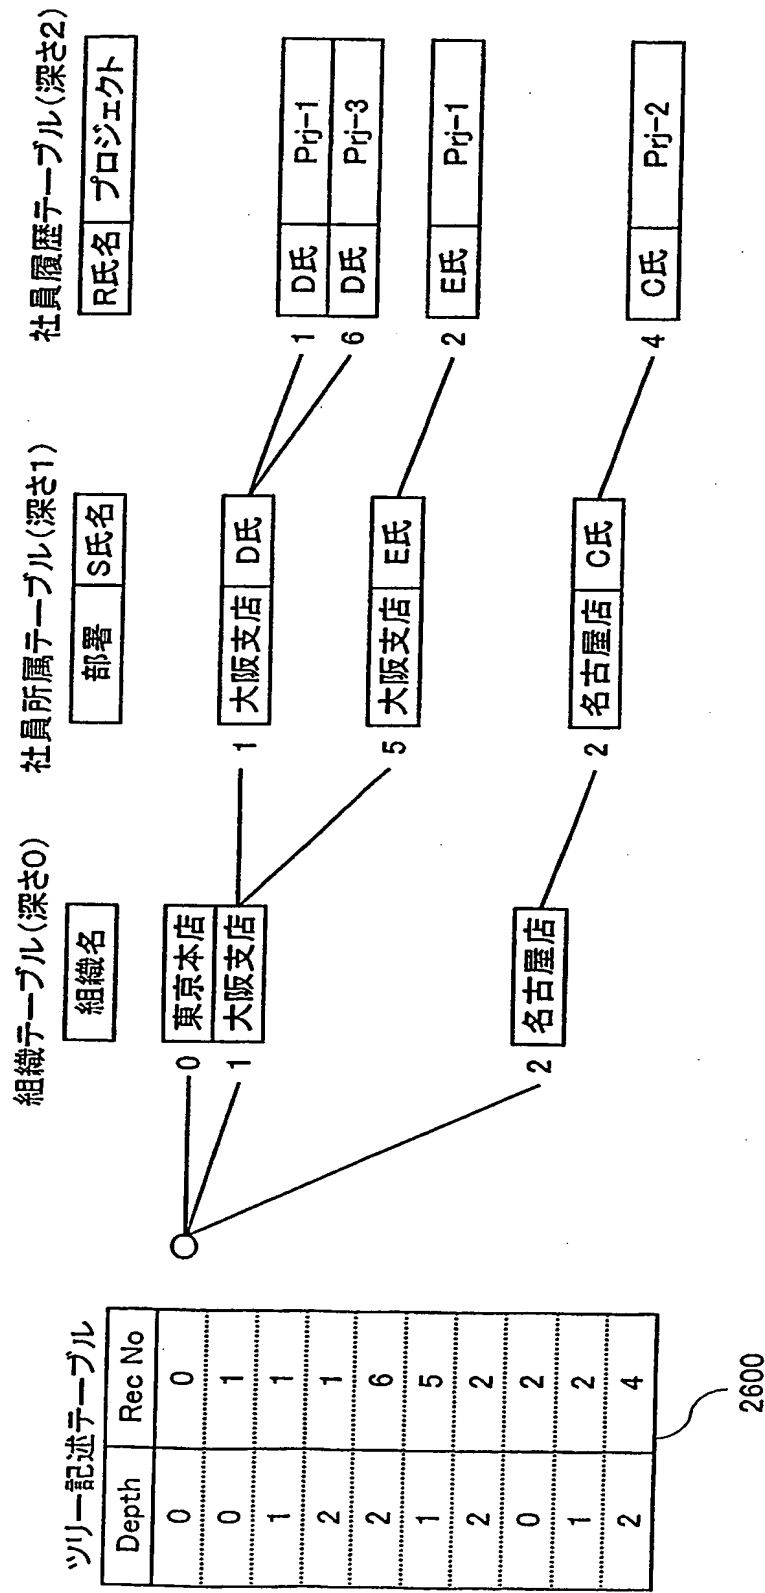 ツリー記述テーブル
Depth Rec No
0 0
0 1
1 1
2 1
2 6
1 5
2 2
0 2
1 2
2 4
2600
組織テーブル(深さ0)
組織名
0 東京本店
1 大阪支店
2 名古屋店
社員所属テーブル(深さ1)
部署 S氏名
1 大阪支店 D氏
5 大阪支店 E氏
2 名古屋店 C氏
社員履歴テーブル(深さ2)
R氏名 プロジェクト
1 D氏 Prj-1
6 D氏 Prj-3
2 E氏 Prj-1
4 C氏 Prj-2